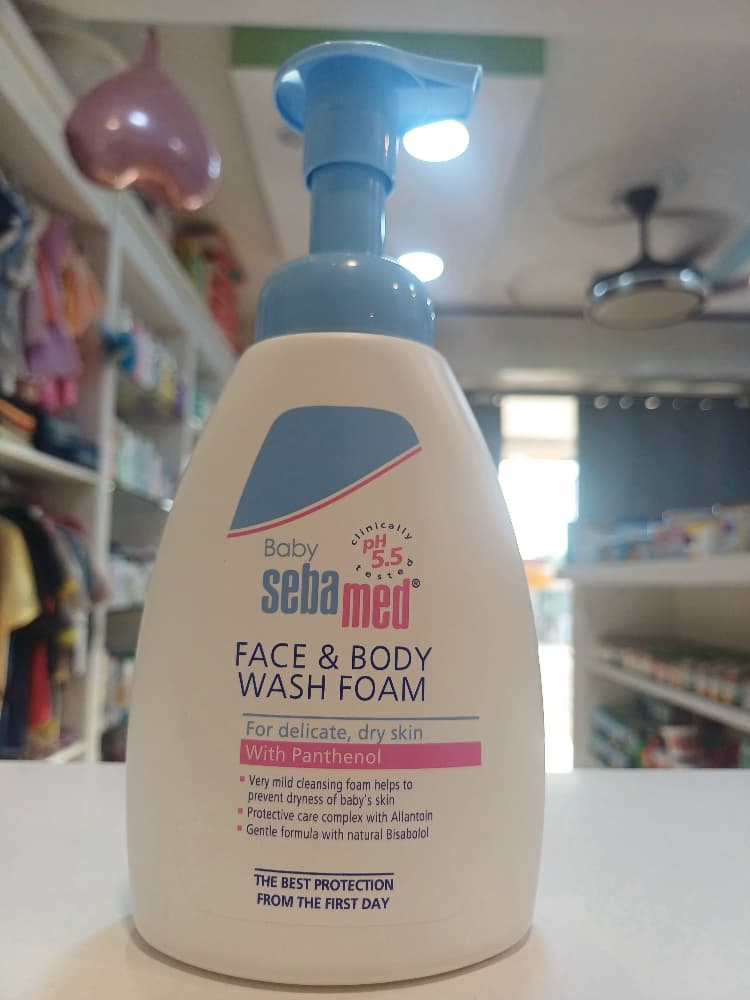 Baby
clinically
pH
5.5
tested
sebamed®
FACE & BODY
WASH FOAM
For delicate, dry skin
With Panthenol
▪ Very mild cleansing foam helps to
prevent dryness of baby's skin
▪ Protective care complex with Allantoin
▪ Gentle formula with natural Bisabolol
THE BEST PROTECTION
FROM THE FIRST DAY